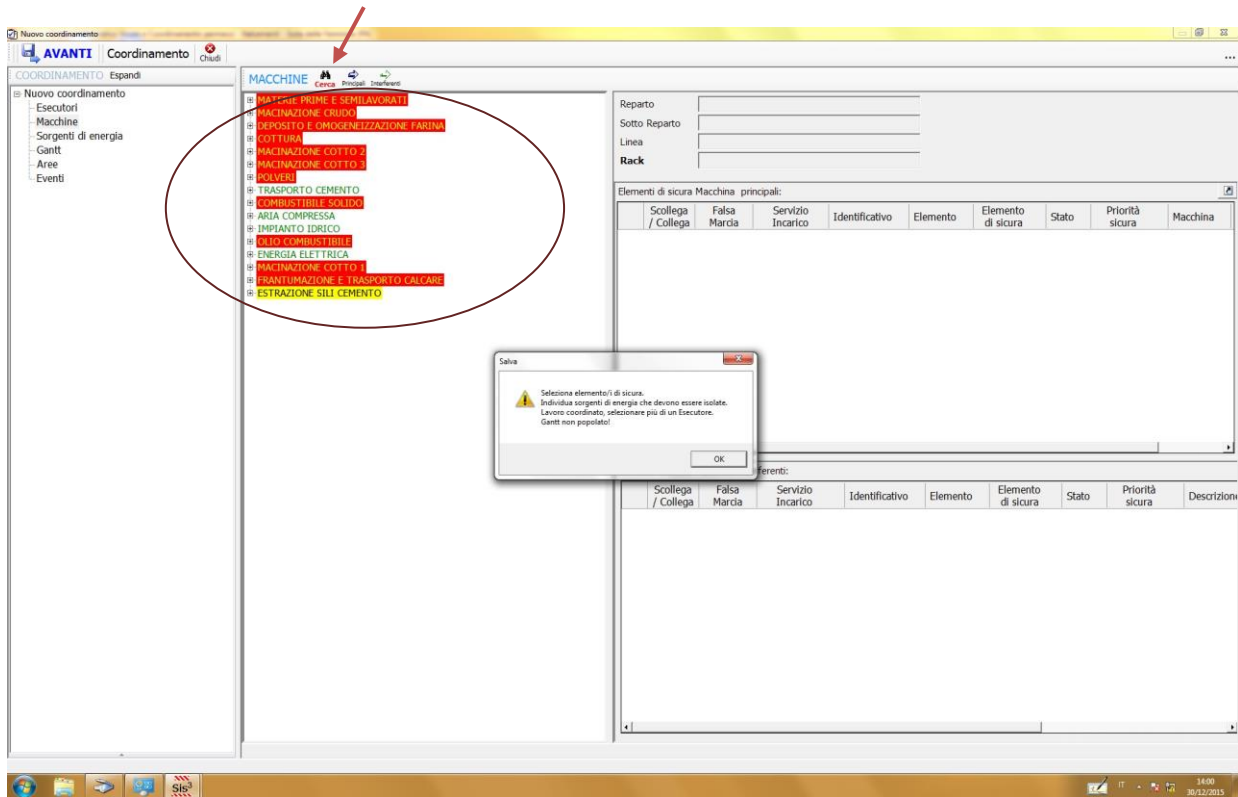 Nuovo coordinamento
AVANTI Coordinamento Chiudi
...
COORDINAMENTO Espandi
Nuovo coordinamento
Esecutori
Macchine
Sorgenti di energia
Gantt
Aree
Eventi
MACCHINE Cerca Principali Interferenti
MATERIE PRIME E SEMILAVORATI
MACINAZIONE CRUDO
DEPOSITO E OMOGENEIZZAZIONE FARINA
COTTURA
MACINAZIONE COTTO 2
MACINAZIONE COTTO 3
POLVERI
TRASPORTO CEMENTO
COMBUSTIBILE SOLIDO
ARIA COMPRESSA
IMPIANTO IDRICO
OLIO COMBUSTIBILE
ENERGIA ELETTRICA
MACINAZIONE COTTO 1
FRANTUMAZIONE E TRASPORTO CALCARE
ESTRAZIONE SILI CEMENTO
Reparto
Sotto Reparto
Linea
Rack
Elementi di sicura Macchina principali:
Scollega / Collega Falsa Marcia Servizio Incarico Identificativo Elemento Elemento di sicura Stato Priorità sicura Macchina
Salva
Seleziona elemento/i di sicura.
Individua sorgenti di energia che devono essere isolate.
Lavoro coordinato, selezionare più di un Esecutore.
Gantt non popolato!
OK
ferenti:
Scollega / Collega Falsa Marcia Servizio Incarico Identificativo Elemento Elemento di sicura Stato Priorità sicura Descrizion
Sis3
IT
14:00
30/12/2015